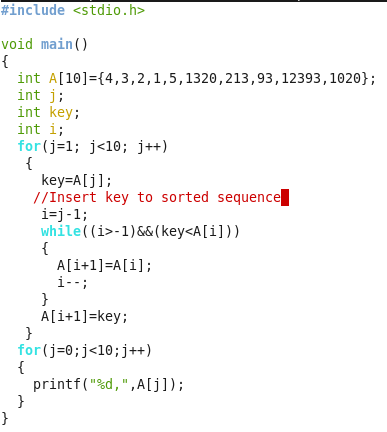 #include <stdio.h>
void main()
{
int A[10]={4,3,2,1,5,1320,213,93,12393,1020};
int j;
int key;
int i;
for(j=1; j<10; j++)
{
key=A[j];
//Insert key to sorted sequence
i=j-1;
while((i>-1)&&(key<A[i]))
{
A[i+1]=A[i];
i--;
}
A[i+1]=key;
}
for(j=0;j<10;j++)
{
printf("%d,",A[j]);
}
}